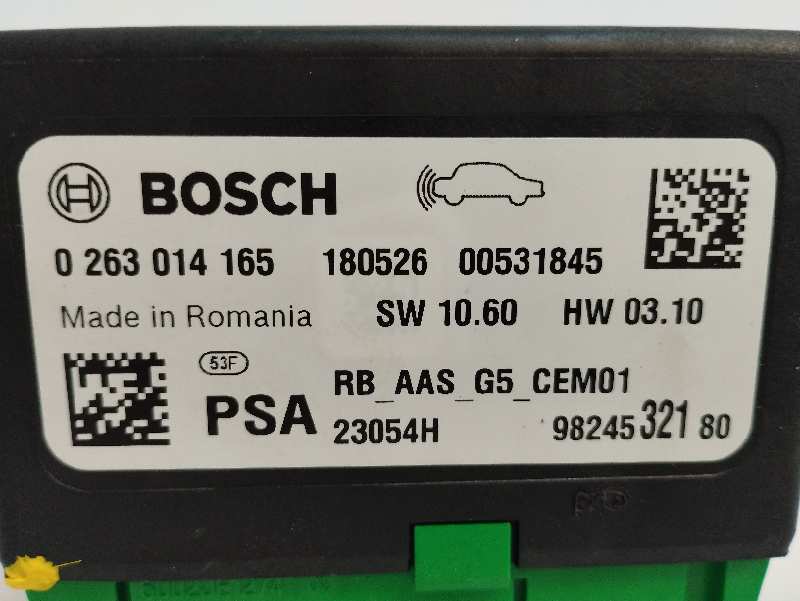 BOSCH
0 263 014 165 180526 00531845
Made in Romania SW 10.60 HW 03.10
53F
RB_AAS_G5_CEM01
PSA
23054H 98245 321 80